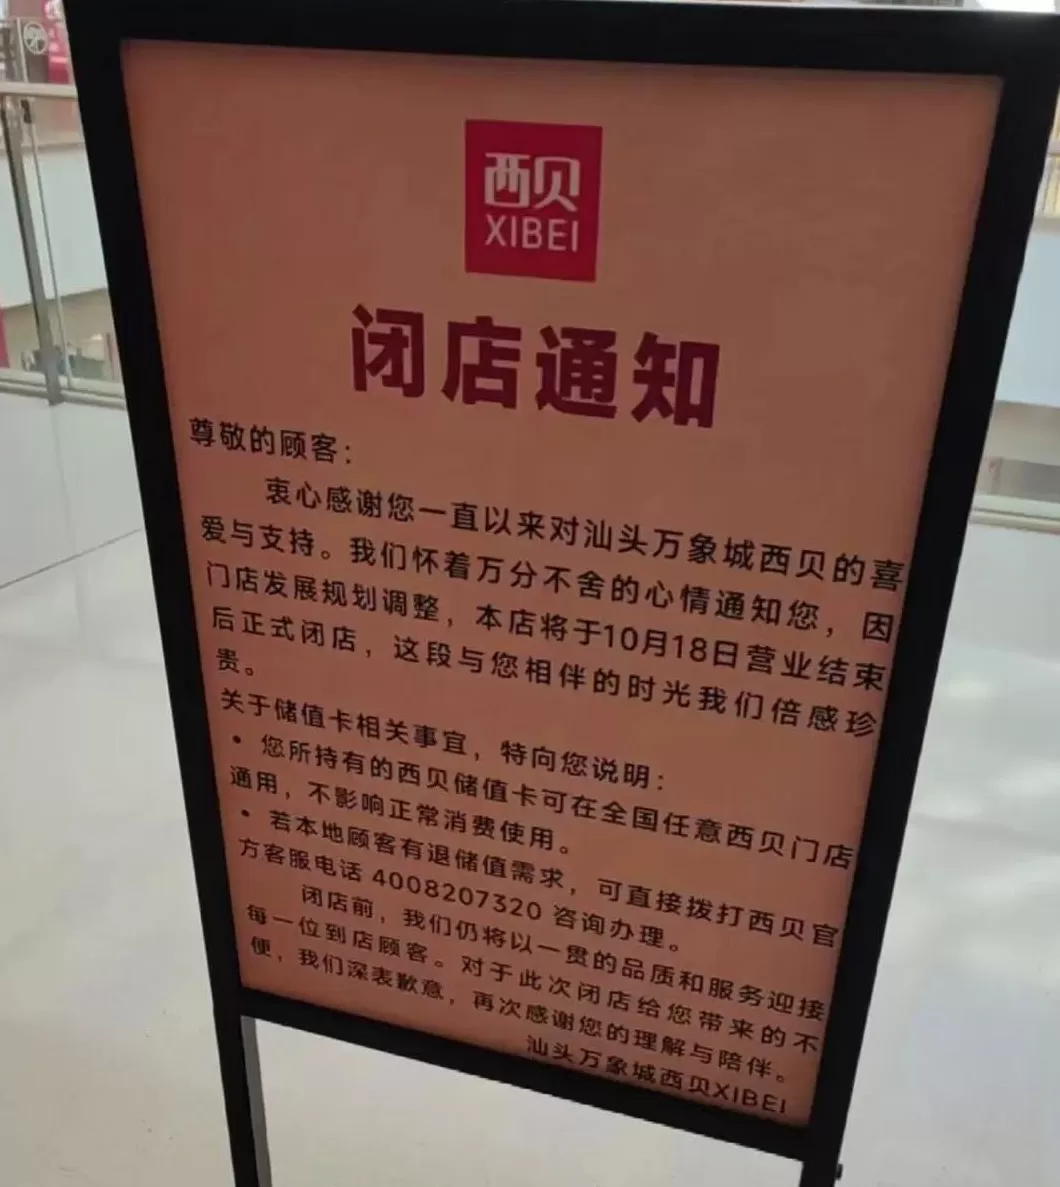 西贝
XIBEI
闭店通知
尊敬的顾客：
衷心感谢您一直以来对汕头万象城西贝的喜
爱与支持。我们怀着万分不舍的心情通知您，因
门店发展规划调整，本店将于10月18日营业结束
后正式闭店，这段与您相伴的时光我们倍感珍
贵。
关于储值卡相关事宜，特向您说明：
• 您所持有的西贝储值卡可在全国任意西贝门店
通用，不影响正常消费使用。
• 若本地顾客有退储值需求，可直接拨打西贝官
方客服电话 4008207320 咨询办理。
闭店前，我们仍将以一贯的品质和服务迎接
每一位到店顾客。对于此次闭店给您带来的不
便，我们深表歉意，再次感谢您的理解与陪伴。
汕头万象城西贝XIBEI